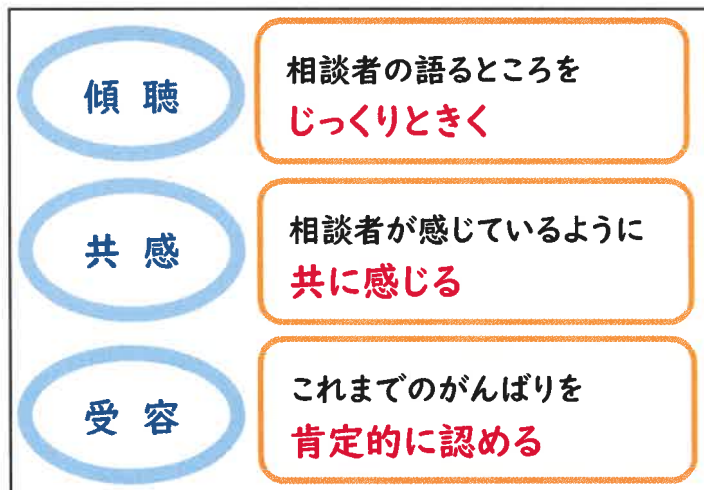 傾聴
相談者の語るところを
じっくりときく
共感
相談者が感じているように
共に感じる
受容
これまでのがんばりを
肯定的に認める